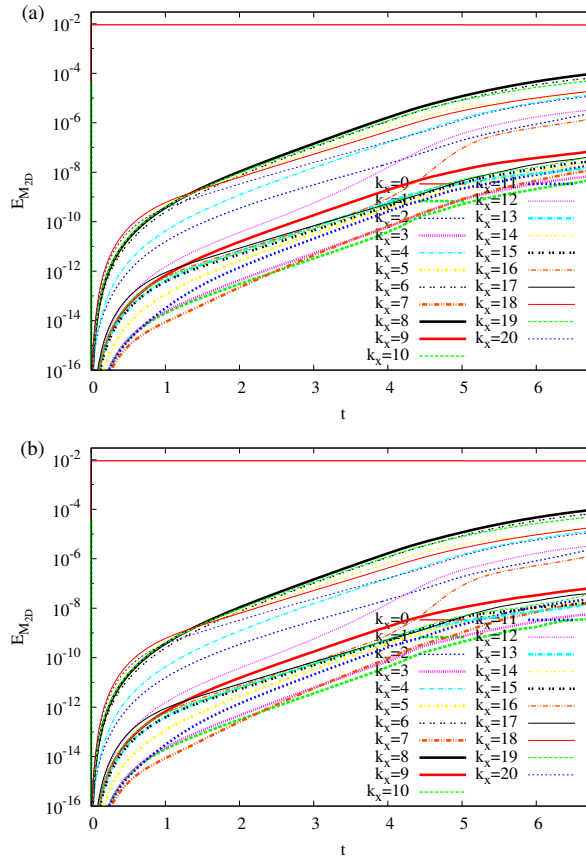 (a)
10^-2
10^-4
10^-6
10^-8
10^-10
10^-12
10^-14
10^-16
E_M_2D
0 1 2 3 4 5 6
t
k_x=0 k_x=11
k_x=1 k_x=12
k_x=2 k_x=13
k_x=3 k_x=14
k_x=4 k_x=15
k_x=5 k_x=16
k_x=6 k_x=17
k_x=7 k_x=18
k_x=8 k_x=19
k_x=9 k_x=20
k_x=10
(b)
10^-2
10^-4
10^-6
10^-8
10^-10
10^-12
10^-14
10^-16
E_M_2D
0 1 2 3 4 5 6
t
k_x=0 k_x=11
k_x=1 k_x=12
k_x=2 k_x=13
k_x=3 k_x=14
k_x=4 k_x=15
k_x=5 k_x=16
k_x=6 k_x=17
k_x=7 k_x=18
k_x=8 k_x=19
k_x=9 k_x=20
k_x=10